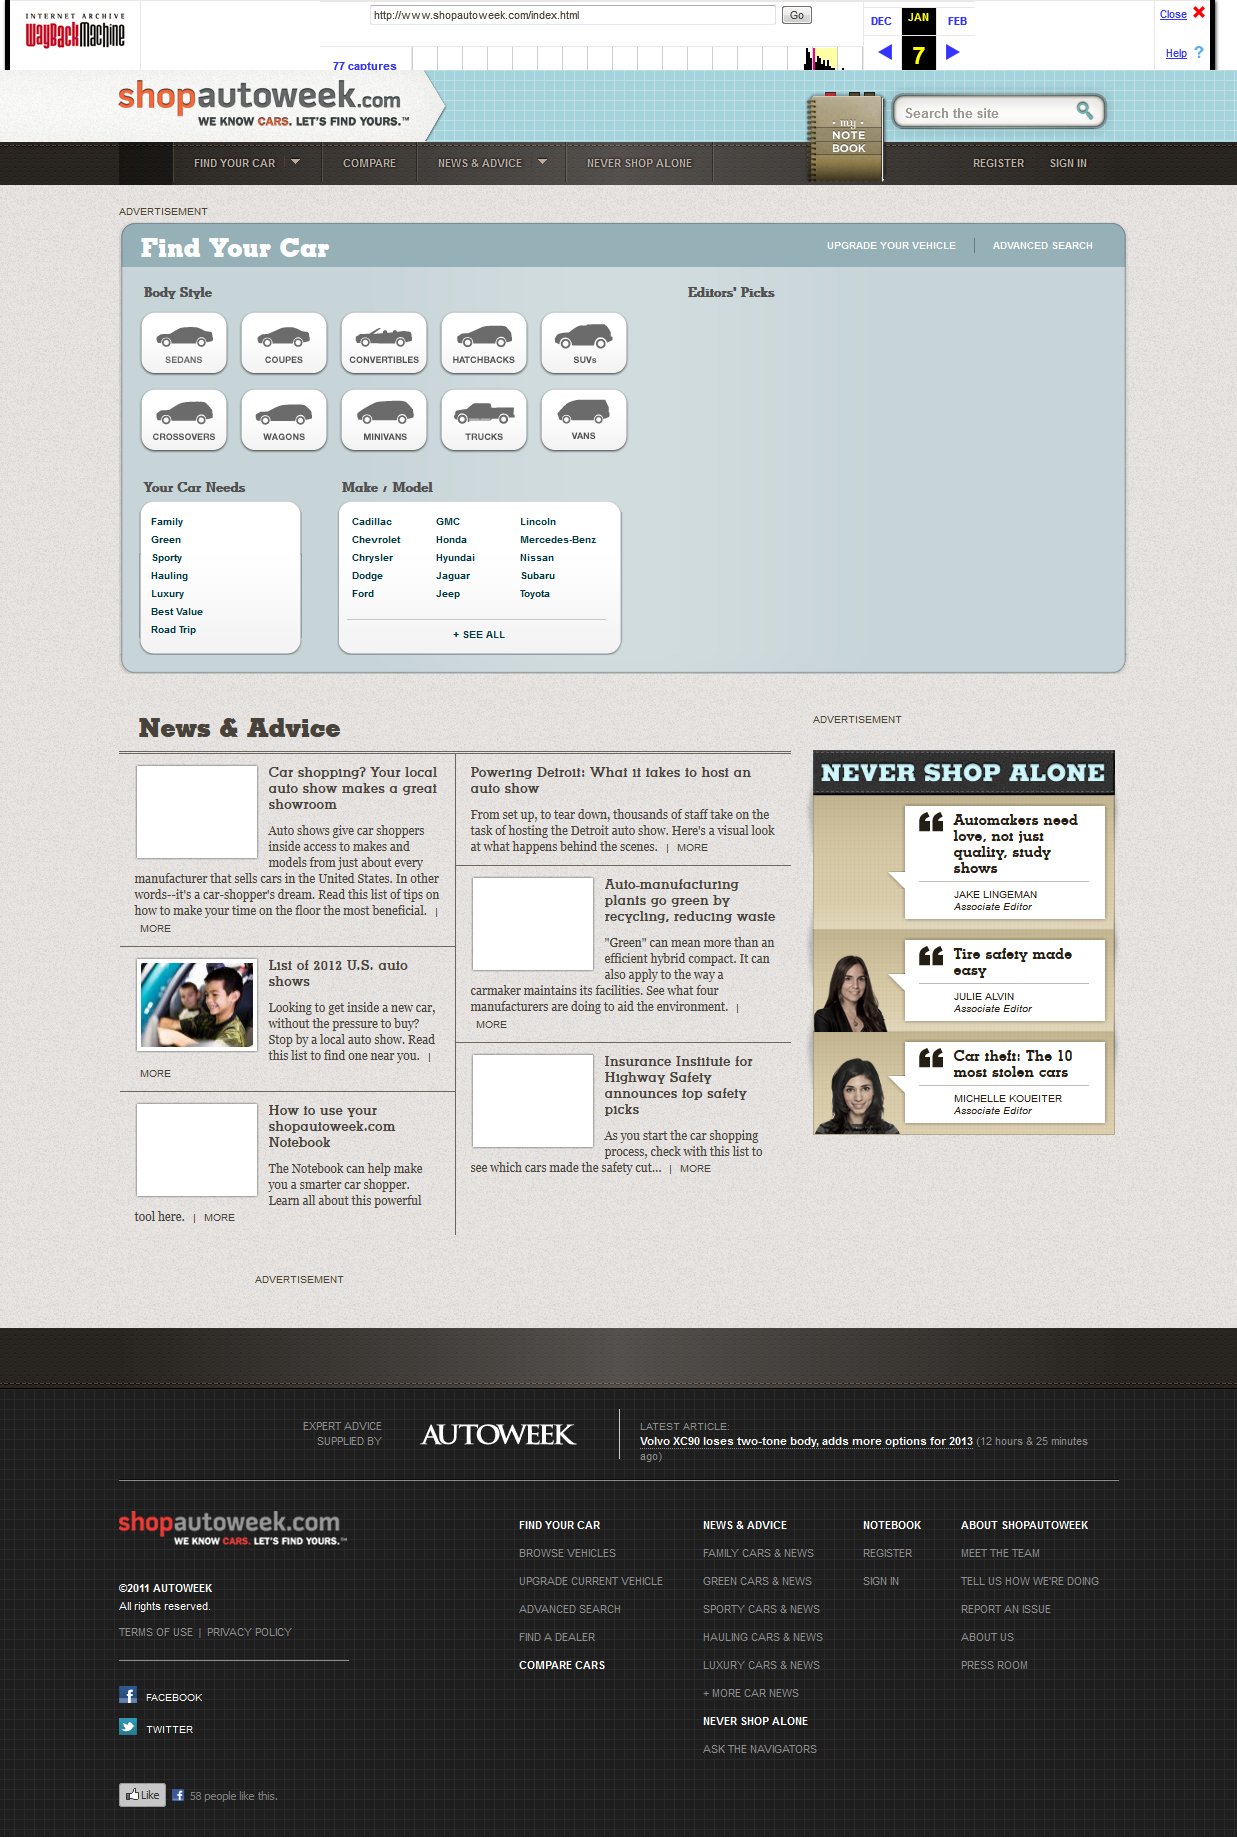 INTERNET ARCHIVE
WayBackMachine
http://www.shopautoweek.com/index.html
Go
77 captures
DEC
JAN
FEB
7
Close
Help ?
shopautoweek.com
WE KNOW CARS. LET'S FIND YOURS.™
my
NOTE
BOOK
Search the site
FIND YOUR CAR
COMPARE
NEWS & ADVICE
NEVER SHOP ALONE
REGISTER
SIGN IN
ADVERTISEMENT
Find Your Car
UPGRADE YOUR VEHICLE
ADVANCED SEARCH
Body Style
Editors' Picks
SEDANS
COUPES
CONVERTIBLES
HATCHBACKS
SUVs
CROSSOVERS
WAGONS
MINIVANS
TRUCKS
VANS
Your Car Needs
Family
Green
Sporty
Hauling
Luxury
Best Value
Road Trip
Make / Model
Cadillac
Chevrolet
Chrysler
Dodge
Ford
GMC
Honda
Hyundai
Jaguar
Jeep
Lincoln
Mercedes-Benz
Nissan
Subaru
Toyota
+ SEE ALL
News & Advice
Car shopping? Your local
auto show makes a great
showroom
Auto shows give car shoppers
inside access to makes and
models from just about every
manufacturer that sells cars in the United States. In other
words--it's a car-shopper's dream. Read this list of tips on
how to make your time on the floor the most beneficial. |
MORE
List of 2012 U.S. auto
shows
Looking to get inside a new car,
without the pressure to buy?
Stop by a local auto show. Read
this list to find one near you. |
MORE
How to use your
shopautoweek.com
Notebook
The Notebook can help make
you a smarter car shopper.
Learn all about this powerful
tool here. | MORE
Powering Detroit: What it takes to host an
auto show
From set up, to tear down, thousands of staff take on the
task of hosting the Detroit auto show. Here's a visual look
at what happens behind the scenes. | MORE
Auto-manufacturing
plants go green by
recycling, reducing waste
"Green" can mean more than an
efficient hybrid compact. It can
also apply to the way a
carmaker maintains its facilities. See what four
manufacturers are doing to aid the environment. |
MORE
Insurance Institute for
Highway Safety
announces top safety
picks
As you start the car shopping
process, check with this list to
see which cars made the safety cut... | MORE
ADVERTISEMENT
NEVER SHOP ALONE
Automakers need
love, not just
quality, study
shows
JAKE LINGEMAN
Associate Editor
Tire safety made
easy
JULIE ALVIN
Associate Editor
Car theft: The 10
most stolen cars
MICHELLE KOUEITER
Associate Editor
ADVERTISEMENT
EXPERT ADVICE
SUPPLIED BY
AUTOWEEK
LATEST ARTICLE:
Volvo XC90 loses two-tone body, adds more options for 2013 (12 hours & 25 minutes
ago)
shopautoweek.com
WE KNOW CARS. LET'S FIND YOURS.™
©2011 AUTOWEEK
All rights reserved.
TERMS OF USE | PRIVACY POLICY
FACEBOOK
TWITTER
Like
58 people like this.
FIND YOUR CAR
BROWSE VEHICLES
UPGRADE CURRENT VEHICLE
ADVANCED SEARCH
FIND A DEALER
COMPARE CARS
NEWS & ADVICE
FAMILY CARS & NEWS
GREEN CARS & NEWS
SPORTY CARS & NEWS
HAULING CARS & NEWS
LUXURY CARS & NEWS
+ MORE CAR NEWS
NEVER SHOP ALONE
ASK THE NAVIGATORS
NOTEBOOK
REGISTER
SIGN IN
ABOUT SHOPAUTOWEEK
MEET THE TEAM
TELL US HOW WE'RE DOING
REPORT AN ISSUE
ABOUT US
PRESS ROOM